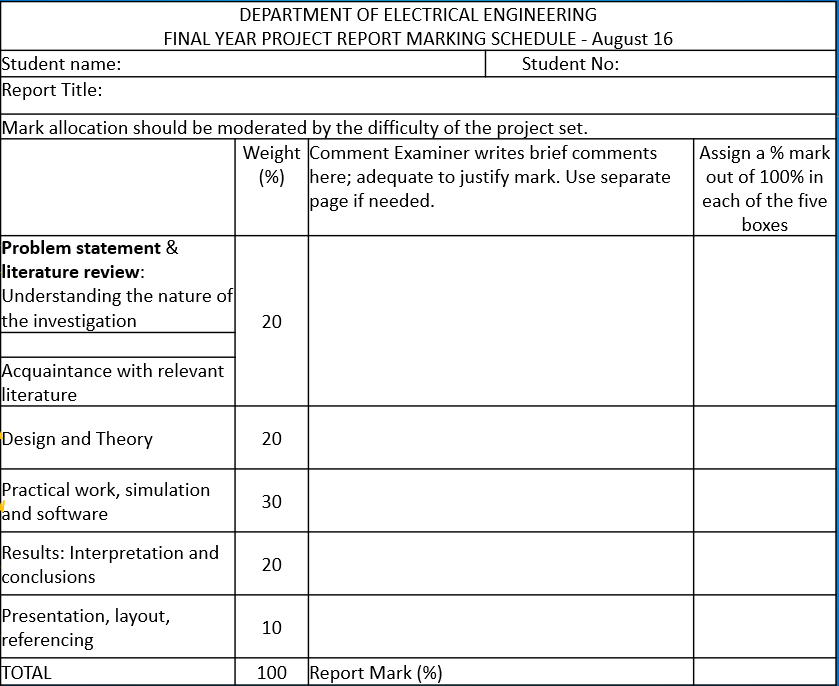 DEPARTMENT OF ELECTRICAL ENGINEERING
FINAL YEAR PROJECT REPORT MARKING SCHEDULE - August 16
Student name:
Student No:
Report Title:
Mark allocation should be moderated by the difficulty of the project set.
Weight
(%)
Comment Examiner writes brief comments
here; adequate to justify mark. Use separate
page if needed.
Assign a % mark
out of 100% in
each of the five
boxes
Problem statement &
literature review:
Understanding the nature of
the investigation
20
Acquaintance with relevant
literature
Design and Theory
20
Practical work, simulation
and software
30
Results: Interpretation and
conclusions
20
Presentation, layout,
referencing
10
TOTAL
100
Report Mark (%)